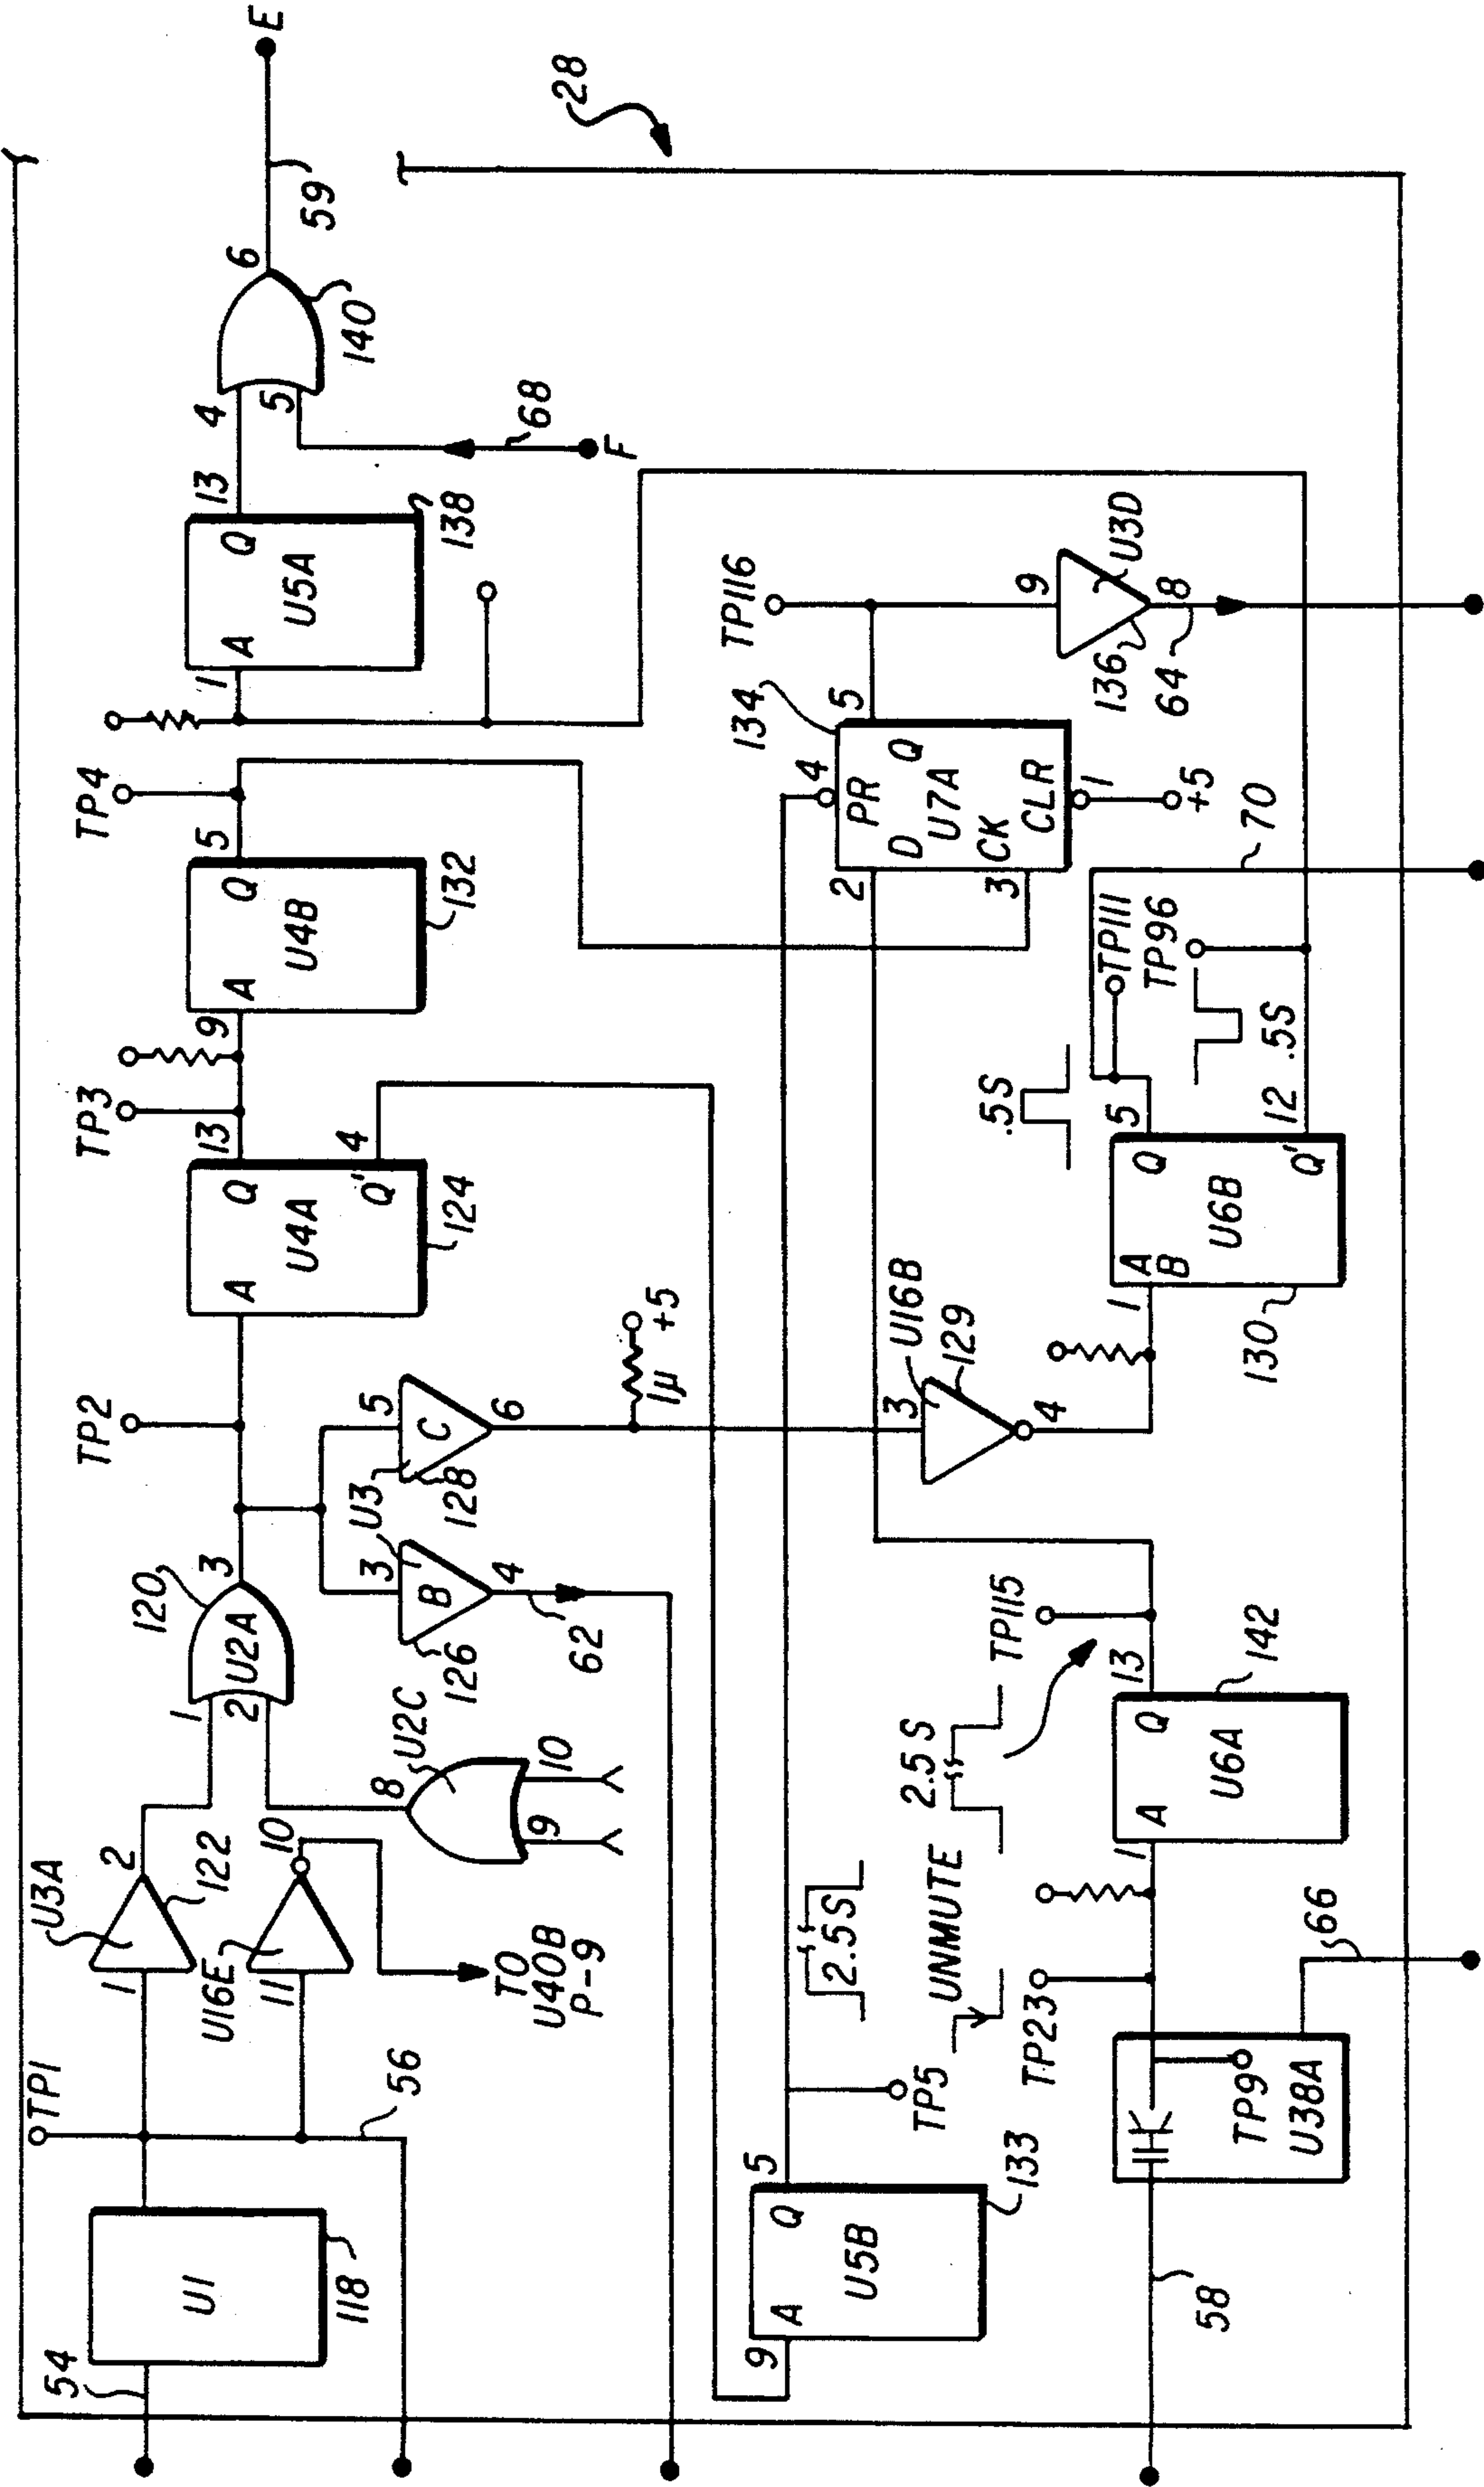 54
U1
118
TP1
56
1
U3A
2
122
11
U16E
10
TO
U40B
P-9
8
U2C
9
10
1
2
U2A
3
120
3
B
4
126
62
U3
5
C
6
128
1μ
+5
TP2
A
U4A
Q
Q'
13
4
124
TP3
9
A
U4B
Q
5
132
TP4
1
A
U5A
Q
13
138
4
5
6
140
68
F
59
E
28
9
A
U5B
Q
5
133
TP5
2.5S
UNMUTE
2.5S
58
TP9
U38A
66
TP23
1
A
U6A
Q
13
142
TP115
3
U16B
129
4
1
A
B
U6B
Q
Q'
5
12
130
.5S
.5S
TP111
TP96
70
2
3
4
PR
D
U7A
Q
CK
CLR
1
+5
5
134
TP116
9
U3D
136
8
64